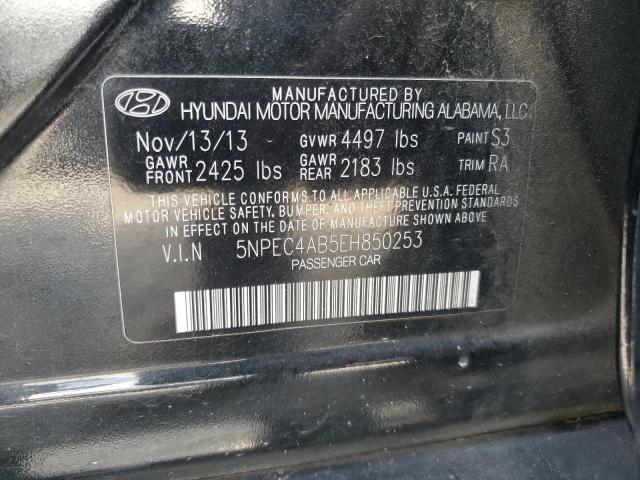 MANUFACTURED BY
HYUNDAI MOTOR MANUFACTURING ALABAMA, LLC
Nov/13/13 GVWR 4497 lbs PAINT S3
GAWR FRONT 2425 lbs GAWR REAR 2183 lbs TRIM RA
THIS VEHICLE CONFORMS TO ALL APPLICABLE U.S.A. FEDERAL
MOTOR VEHICLE SAFETY, BUMPER, AND THEFT PREVENTION STANDARDS
IN EFFECT ON THE DATE OF MANUFACTURE SHOWN ABOVE
V.I.N 5NPEC4AB5EH850253
PASSENGER CAR